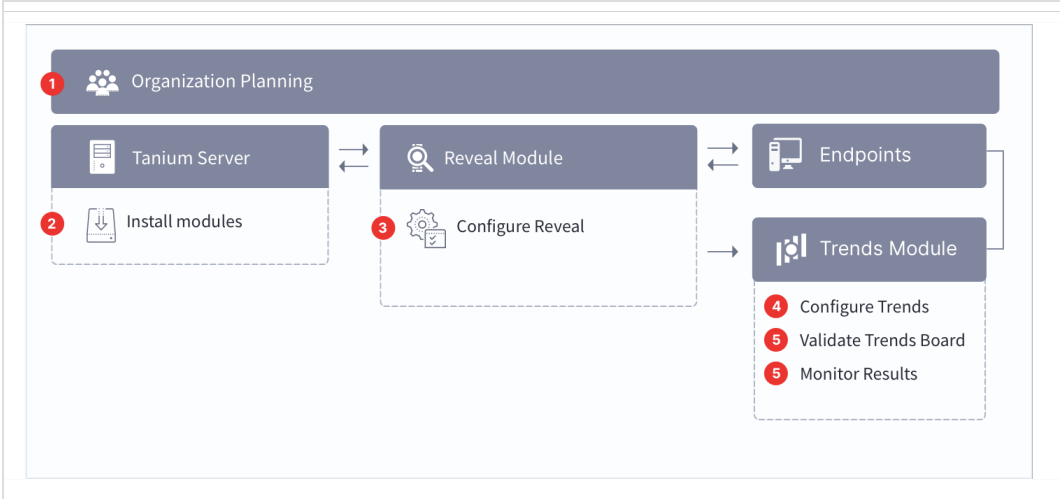 1 Organization Planning
Tanium Server
Reveal Module
Endpoints
2 Install modules
3 Configure Reveal
Trends Module
4 Configure Trends
5 Validate Trends Board
5 Monitor Results